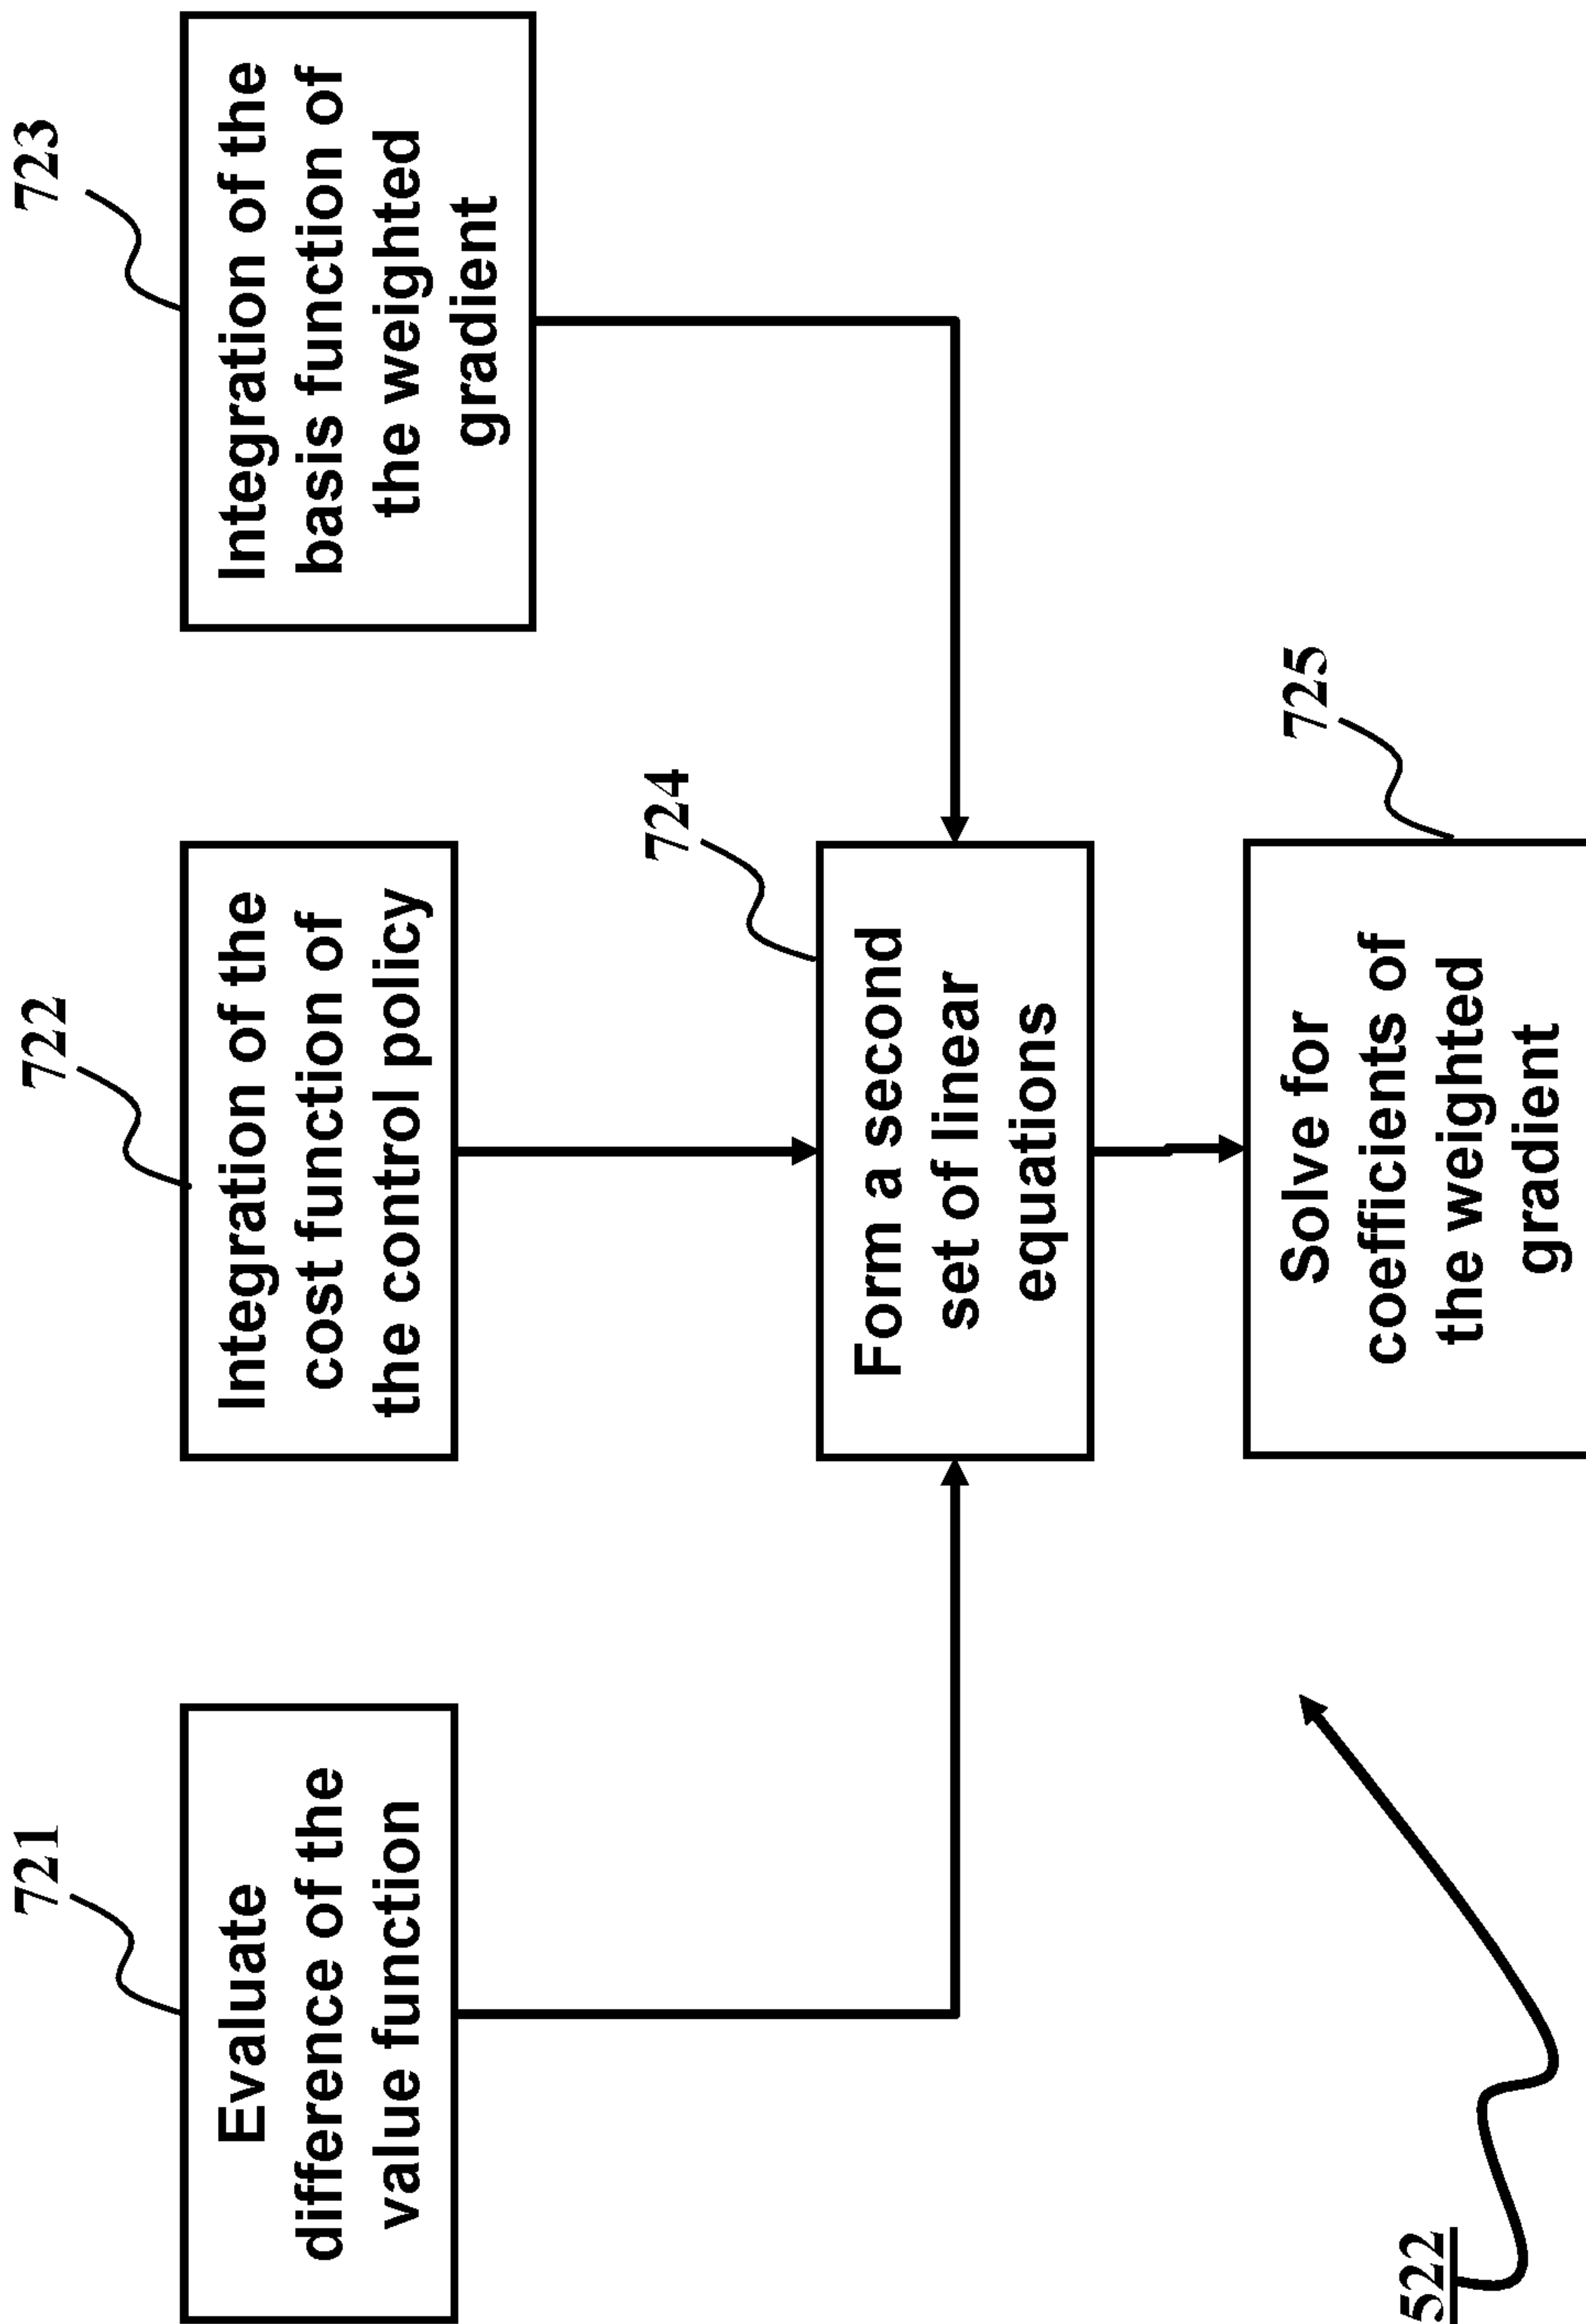 721
Evaluate
difference of the
value function
722
Integration of the
cost function of
the control policy
723
Integration of the
basis function of
the weighted
gradient
724
Form a second
set of linear
equations
725
Solve for
coefficients of
the weighted
gradient
522